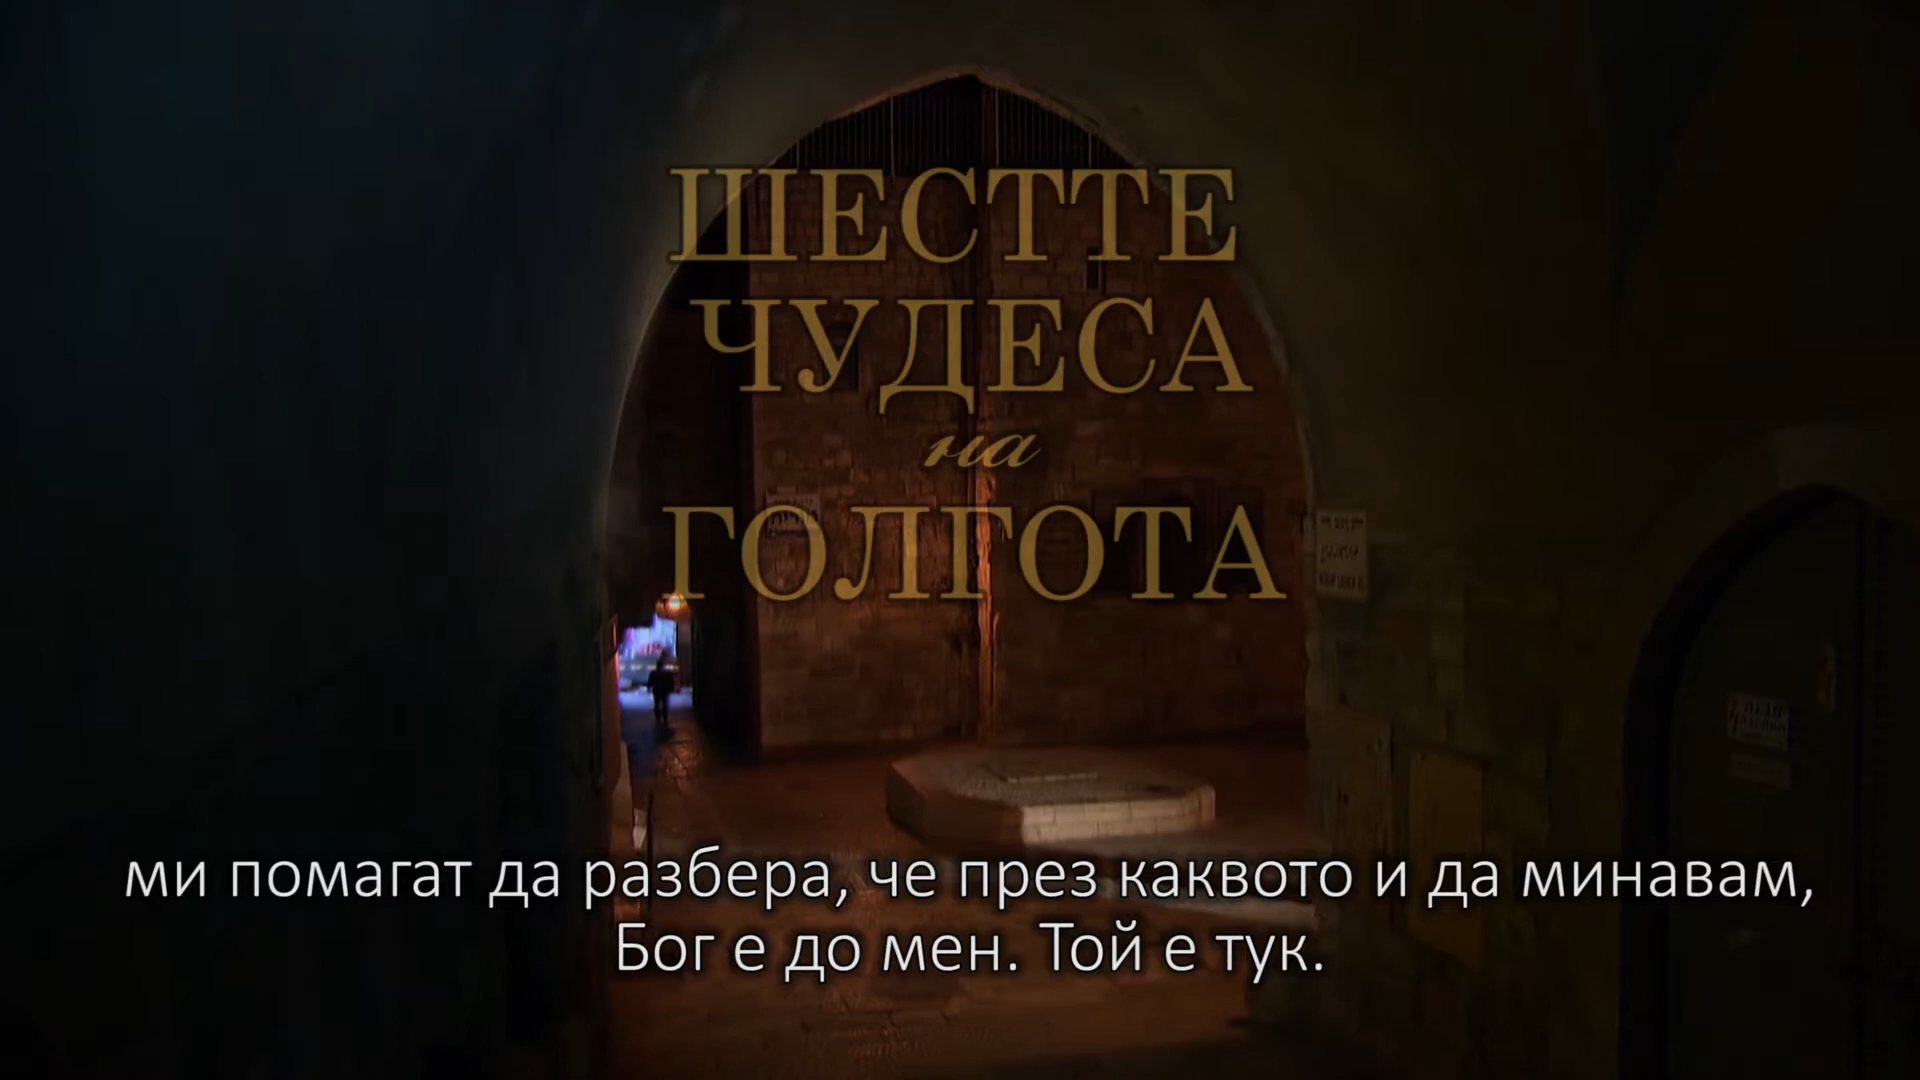 ШЕСТТЕ
ЧУДЕСА
на
ГОЛГОТА
ми помагат да разбера, че през каквото и да минавам,
Бог е до мен. Той е тук.